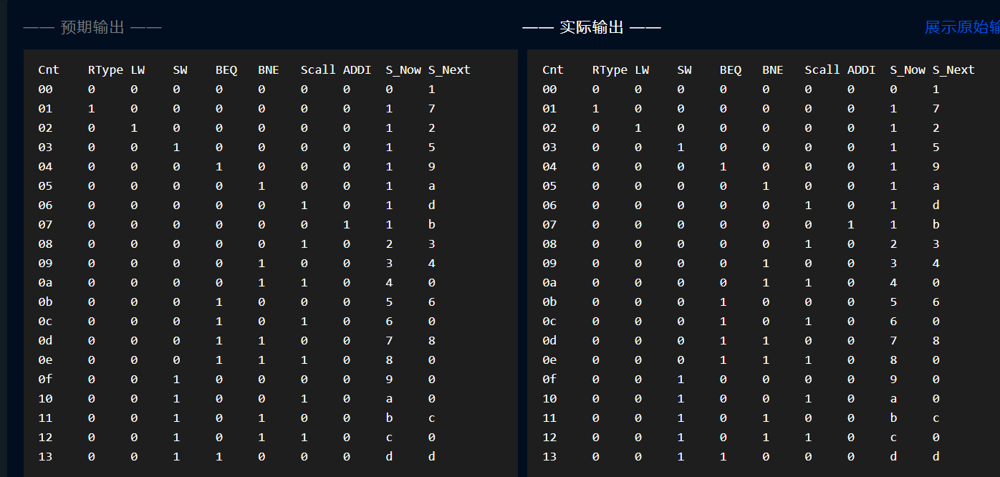 —— 预期输出 ——
Cnt RType LW SW BEQ BNE Scall ADDI S_Now S_Next
00 0 0 0 0 0 0 0 0 1
01 1 0 0 0 0 0 0 1 7
02 0 1 0 0 0 0 0 1 2
03 0 0 1 0 0 0 0 1 5
04 0 0 0 1 0 0 0 1 9
05 0 0 0 0 1 0 0 1 a
06 0 0 0 0 0 1 0 1 d
07 0 0 0 0 0 0 1 1 b
08 0 0 0 0 0 1 0 2 3
09 0 0 0 0 1 0 0 3 4
0a 0 0 0 0 1 1 0 4 0
0b 0 0 0 1 0 0 0 5 6
0c 0 0 0 1 0 1 0 6 0
0d 0 0 0 1 1 0 0 7 8
0e 0 0 0 1 1 1 0 8 0
0f 0 0 1 0 0 0 0 9 0
10 0 0 1 0 0 1 0 a 0
11 0 0 1 0 1 0 0 b c
12 0 0 1 0 1 1 0 c 0
13 0 0 1 1 0 0 0 d d
—— 实际输出 ——
展示原始输
Cnt RType LW SW BEQ BNE Scall ADDI S_Now S_Next
00 0 0 0 0 0 0 0 0 1
01 1 0 0 0 0 0 0 1 7
02 0 1 0 0 0 0 0 1 2
03 0 0 1 0 0 0 0 1 5
04 0 0 0 1 0 0 0 1 9
05 0 0 0 0 1 0 0 1 a
06 0 0 0 0 0 1 0 1 d
07 0 0 0 0 0 0 1 1 b
08 0 0 0 0 0 1 0 2 3
09 0 0 0 0 1 0 0 3 4
0a 0 0 0 0 1 1 0 4 0
0b 0 0 0 1 0 0 0 5 6
0c 0 0 0 1 0 1 0 6 0
0d 0 0 0 1 1 0 0 7 8
0e 0 0 0 1 1 1 0 8 0
0f 0 0 1 0 0 0 0 9 0
10 0 0 1 0 0 1 0 a 0
11 0 0 1 0 1 0 0 b c
12 0 0 1 0 1 1 0 c 0
13 0 0 1 1 0 0 0 d d